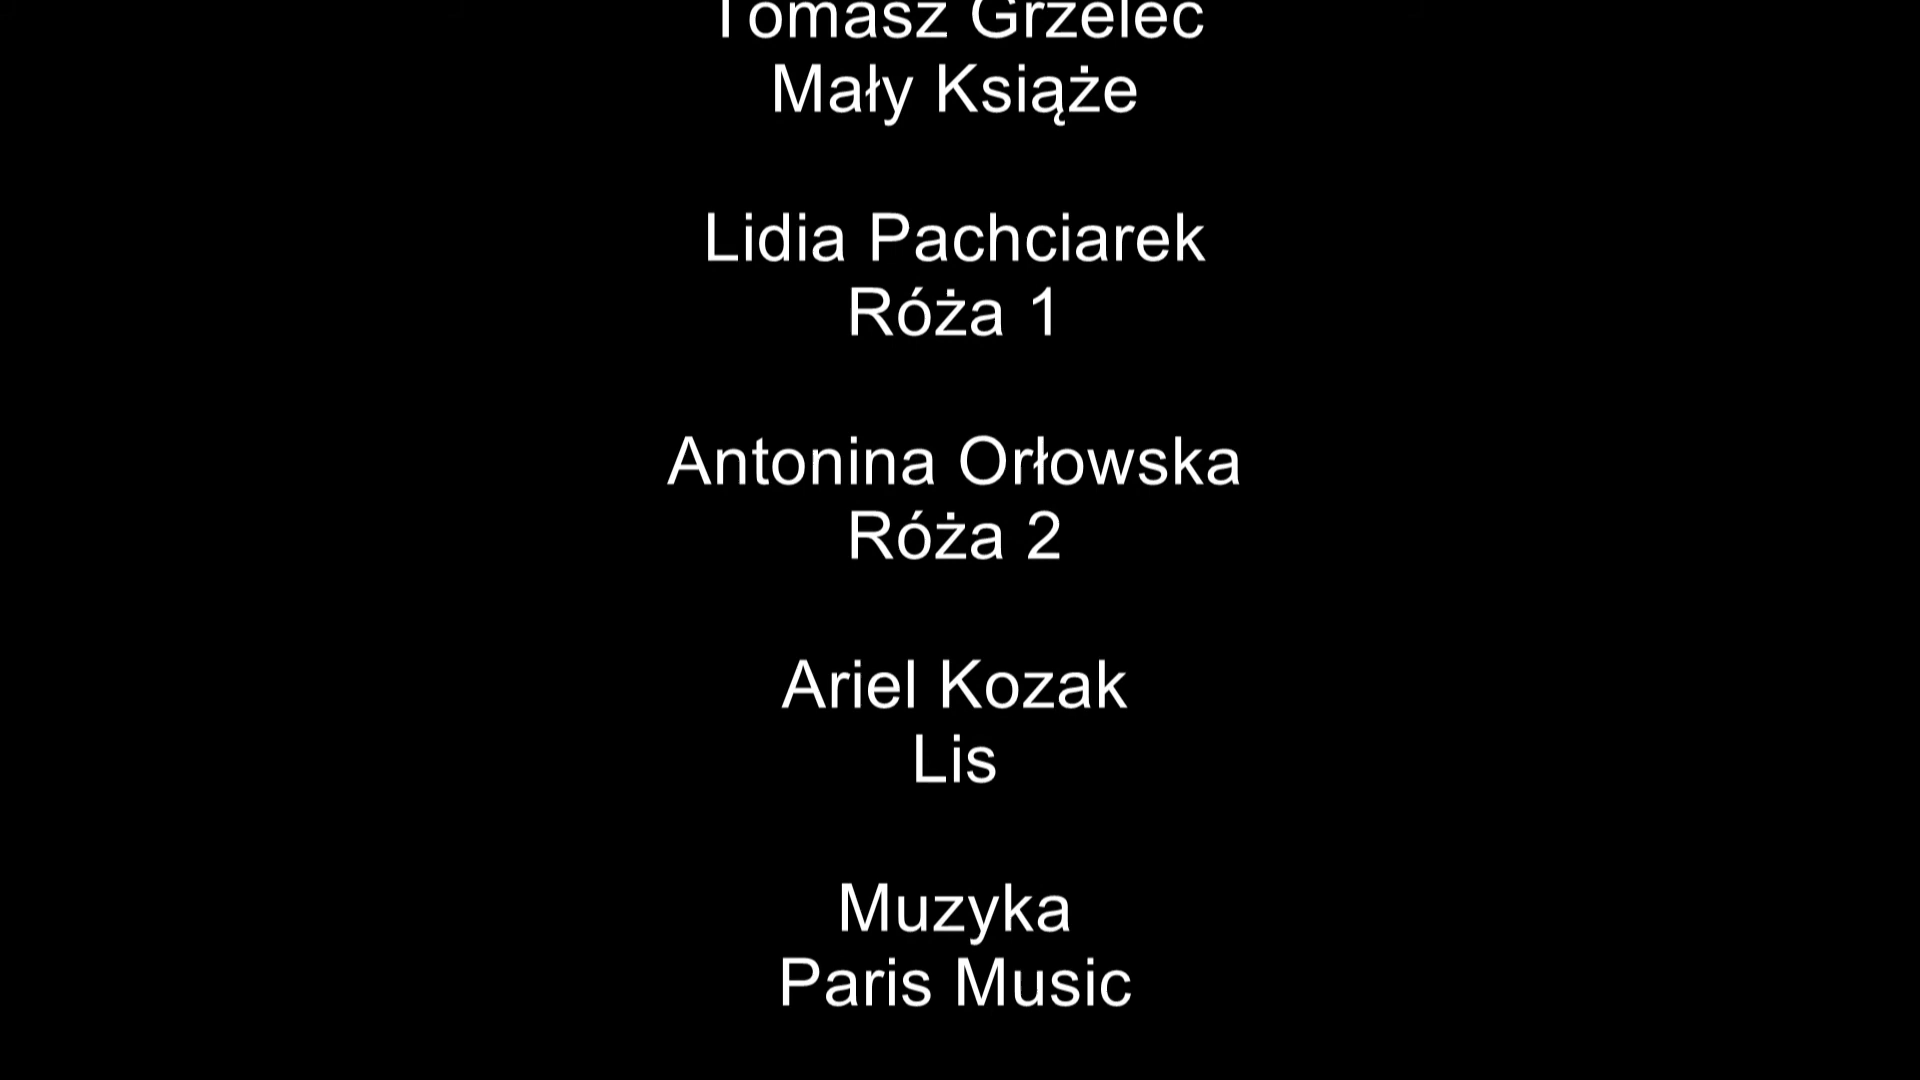 Tomasz Grzelec
Mały Książe
Lidia Pachciarek
Róża 1
Antonina Orłowska
Róża 2
Ariel Kozak
Lis
Muzyka
Paris Music